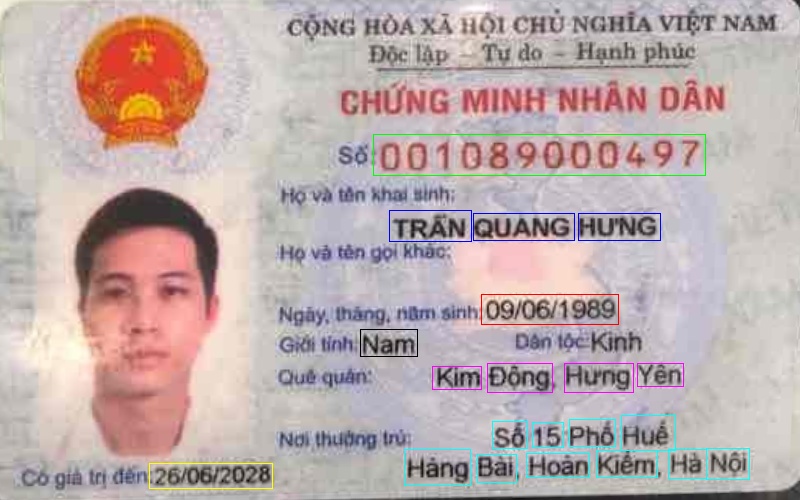 CỘNG HÒA XÃ HỘI CHỦ NGHĨA VIỆT NAM
Độc lập - Tự do - Hạnh phúc
CHỨNG MINH NHÂN DÂN
Số: 001089000497
Họ và tên khai sinh:
TRẦN QUANG HƯNG
Họ và tên gọi khác:
Ngày, tháng, năm sinh: 09/06/1989
Giới tính: Nam Dân tộc: Kinh
Quê quán: Kim Động, Hưng Yên
Nơi thường trú: Số 15 Phố Huế
Hàng Bài, Hoàn Kiếm, Hà Nội
Có giá trị đến: 26/06/2028